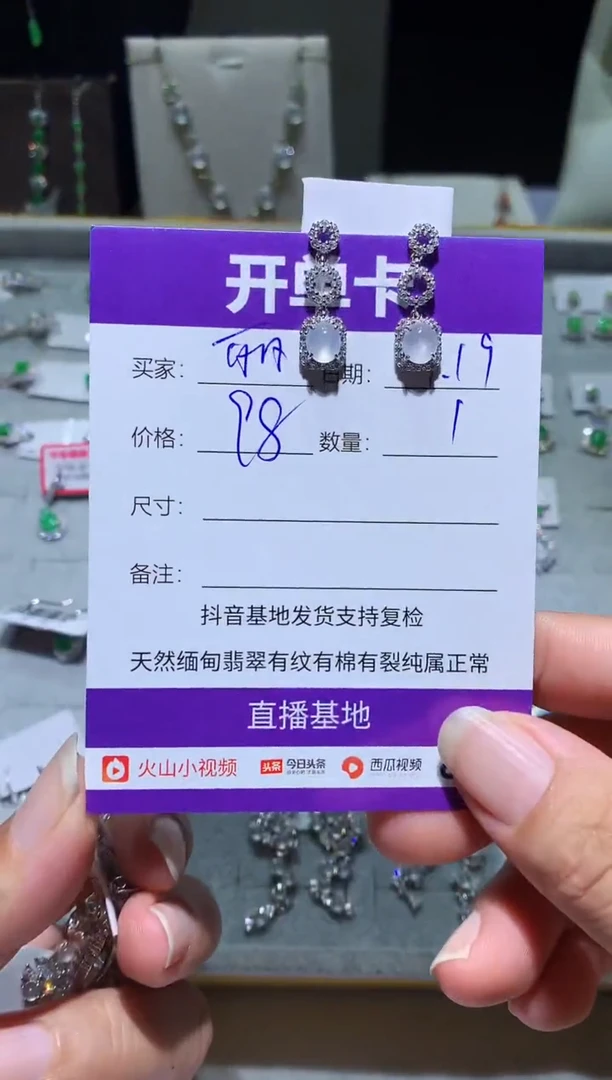 开单卡
买家： 日期： .19
价格：98 数量：1
尺寸：
备注：
抖音基地发货支持复检
天然缅甸翡翠有纹有棉有裂纯属正常
直播基地
火山小视频 头条 今日头条 西瓜视频